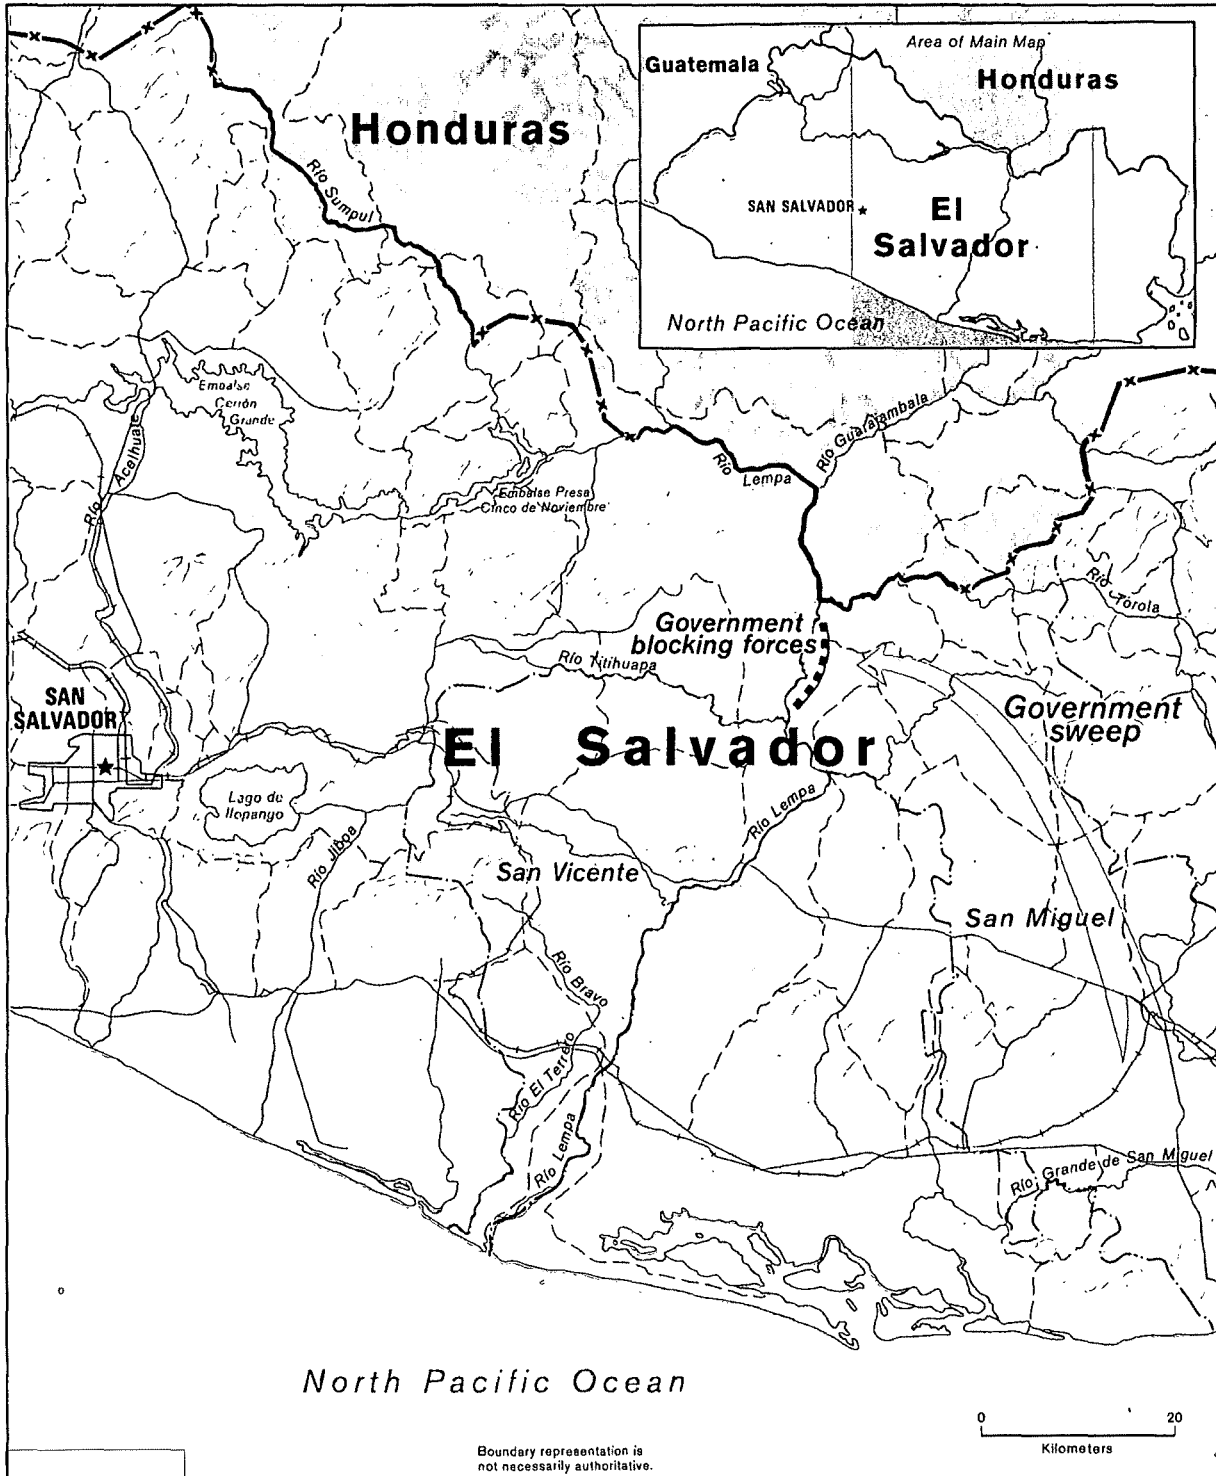 Area of Main Map
Guatemala
Honduras
SAN SALVADOR
El
Salvador
North Pacific Ocean
Honduras
Río Sumpul
Embalse
Cerrón
Grande
Río Acelhuate
Río Guarajambala
Río
Lempa
Embalse Presa
Cinco de Noviembre
Río Torola
Government
blocking forces
Río Titihuapa
SAN
SALVADOR
Government
sweep
El Salvador
Lago de
Ilopango
Río Lempa
Río Jiboa
San Vicente
San Miguel
Río Bravo
Río El Terrero
Río Lempa
Río Grande de San Miguel
North Pacific Ocean
0 20
Kilometers
Boundary representation is
not necessarily authoritative.